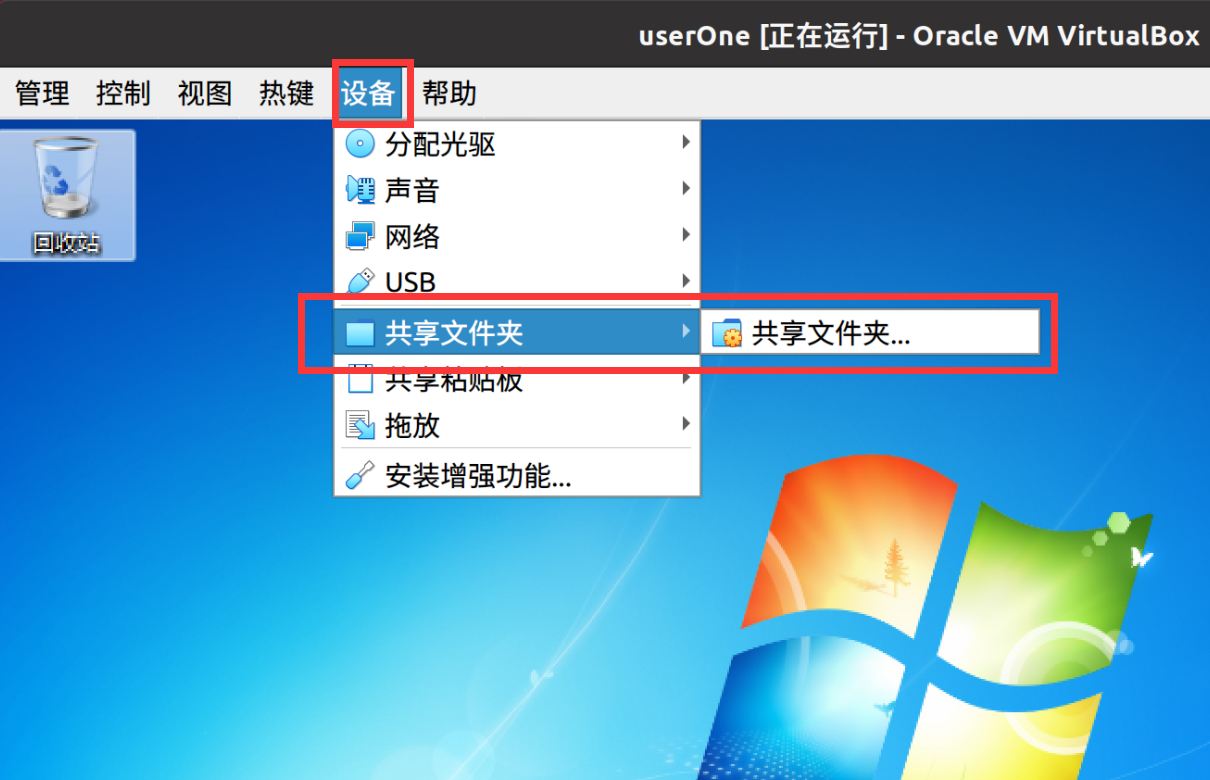 userOne [正在运行] - Oracle VM VirtualBox
管理 控制 视图 热键 设备 帮助
回收站
分配光驱
声音
网络
USB
共享文件夹
共享文件夹...
共享粘贴板
拖放
安装增强功能...